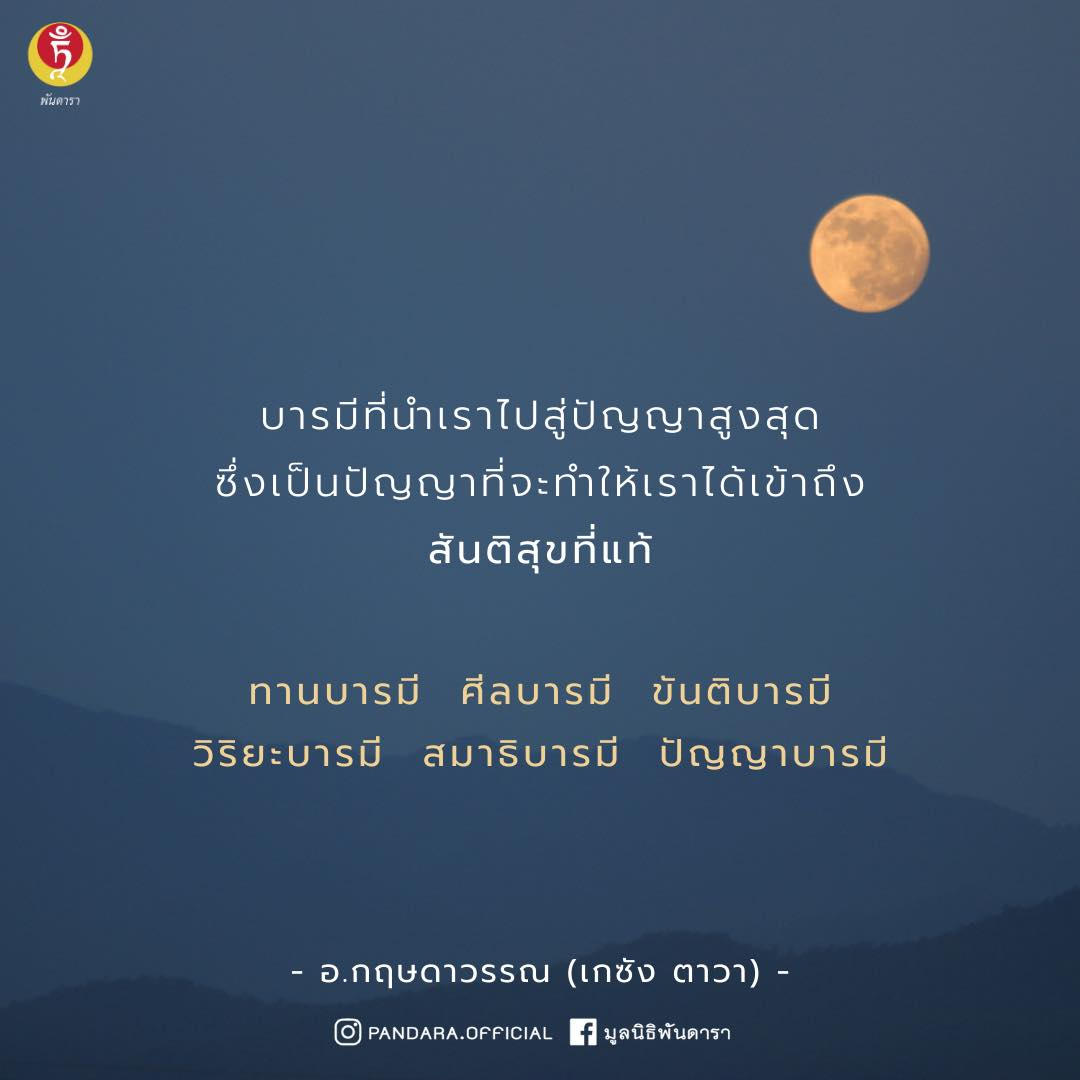 พันดารา
บารมีที่นำเราไปสู่ปัญญาสูงสุด
ซึ่งเป็นปัญญาที่จะทำให้เราได้เข้าถึง
สันติสุขที่แท้
ทานบารมี ศีลบารมี ขันติบารมี
วิริยะบารมี สมาธิบารมี ปัญญาบารมี
- อ.กฤษดาวรรณ (เกซัง ตาวา) -
PANDARA.OFFICIAL มูลนิธิพันดารา